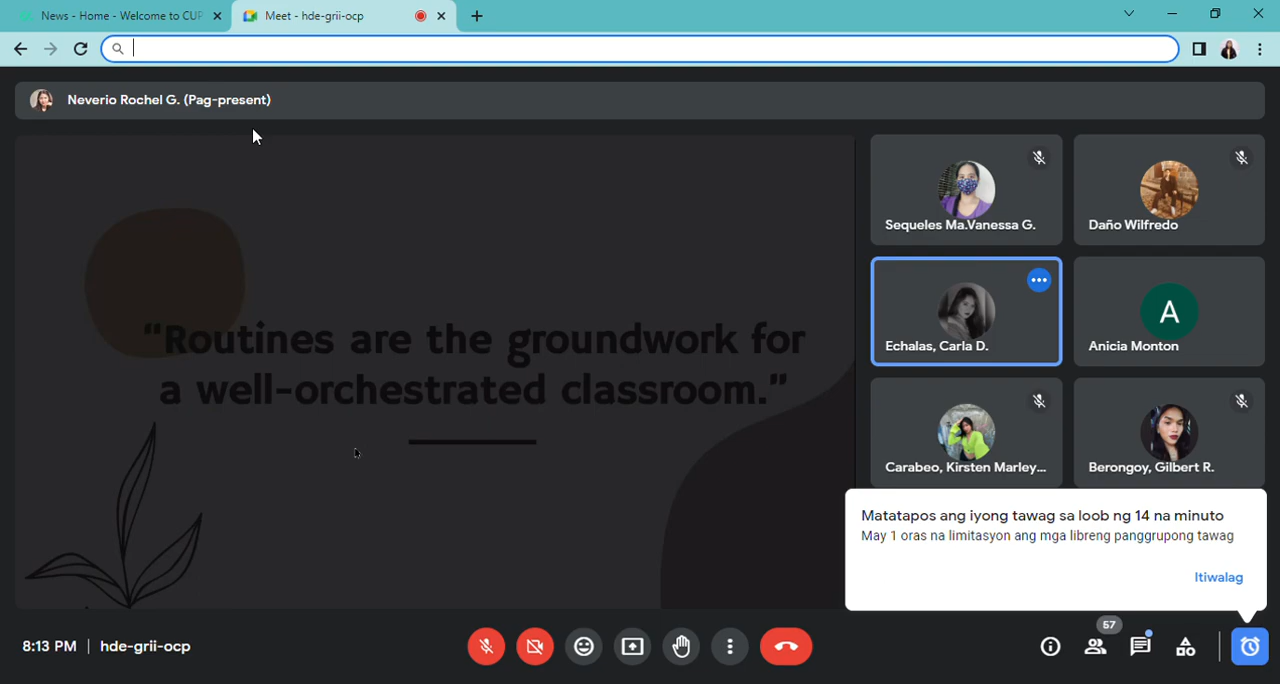 News - Home - Welcome to CUP
Meet - hde-grii-ocp
Neverio Rochel G. (Pag-present)
"Routines are the groundwork for
a well-orchestrated classroom."
Sequeles Ma.Vanessa G.
Daño Wilfredo
Echalas, Carla D.
A
Anicia Monton
Carabeo, Kirsten Marley...
Berongoy, Gilbert R.
Matatapos ang iyong tawag sa loob ng 14 na minuto
May 1 oras na limitasyon ang mga libreng panggrupong tawag
Itiwalag
8:13 PM | hde-grii-ocp
57